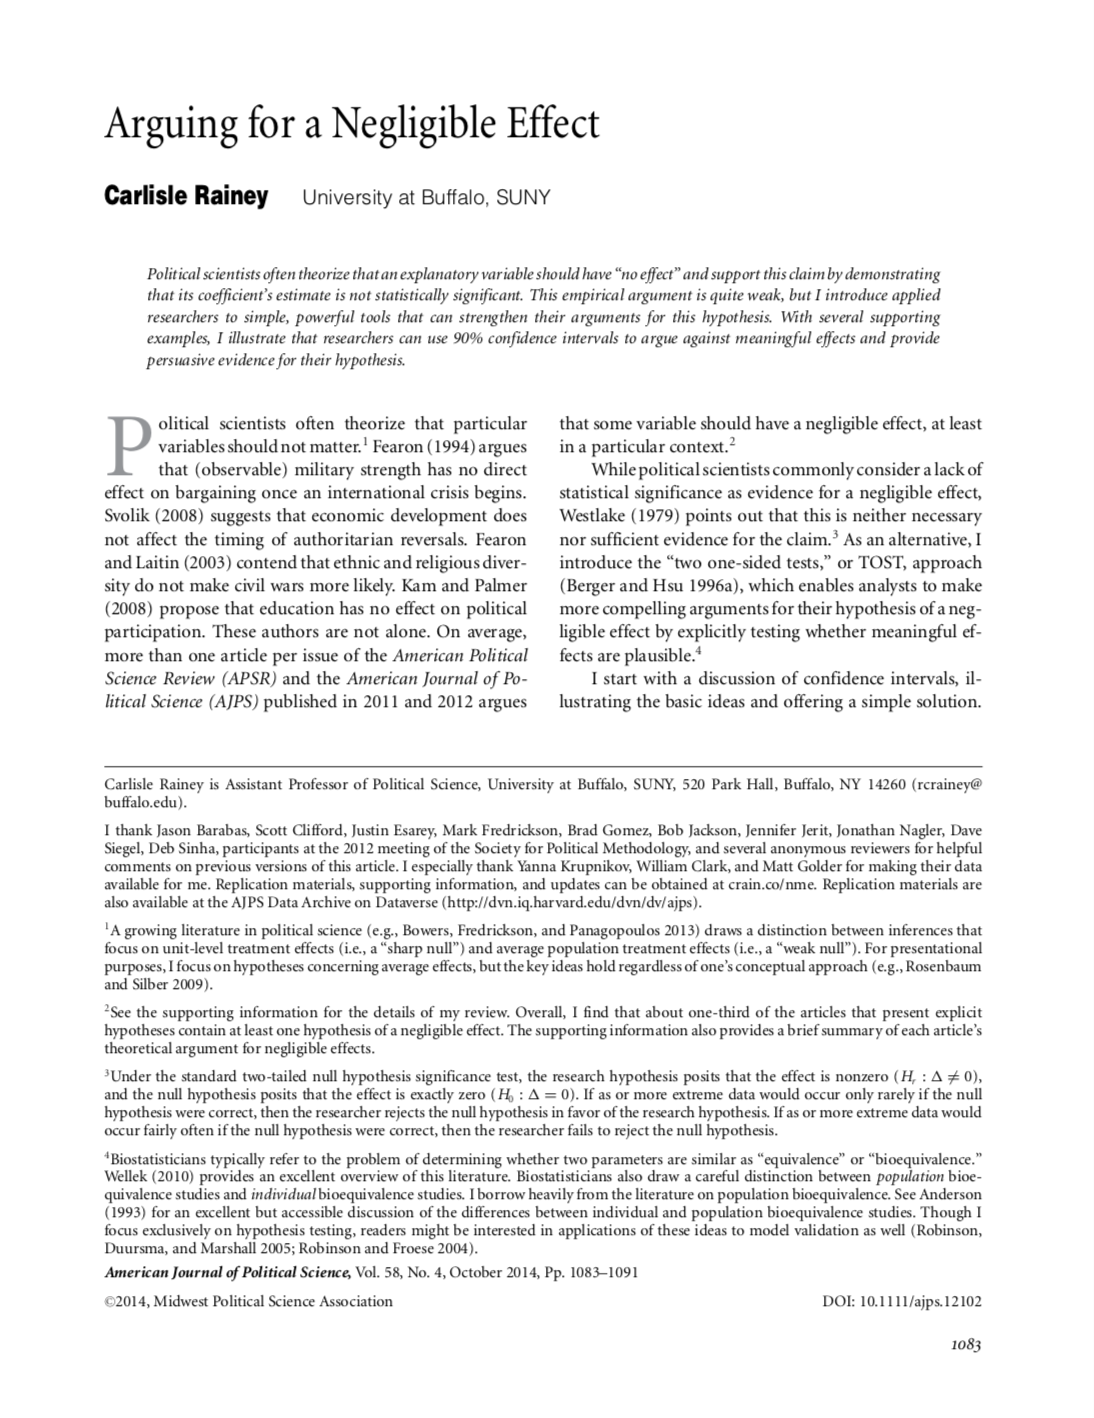 Arguing for a Negligible Effect
Carlisle Rainey University at Buffalo, SUNY
Political scientists often theorize that an explanatory variable should have “no effect” and support this claim by demonstrating
that its coefficient’s estimate is not statistically significant. This empirical argument is quite weak, but I introduce applied
researchers to simple, powerful tools that can strengthen their arguments for this hypothesis. With several supporting
examples, I illustrate that researchers can use 90% confidence intervals to argue against meaningful effects and provide
persuasive evidence for their hypothesis.
Political scientists often theorize that particular
variables should not matter.¹ Fearon (1994) argues
that (observable) military strength has no direct
effect on bargaining once an international crisis begins.
Svolik (2008) suggests that economic development does
not affect the timing of authoritarian reversals. Fearon
and Laitin (2003) contend that ethnic and religious diver-
sity do not make civil wars more likely. Kam and Palmer
(2008) propose that education has no effect on political
participation. These authors are not alone. On average,
more than one article per issue of the American Political
Science Review (APSR) and the American Journal of Po-
litical Science (AJPS) published in 2011 and 2012 argues
that some variable should have a negligible effect, at least
in a particular context.²
While political scientists commonly consider a lack of
statistical significance as evidence for a negligible effect,
Westlake (1979) points out that this is neither necessary
nor sufficient evidence for the claim.³ As an alternative, I
introduce the “two one-sided tests,” or TOST, approach
(Berger and Hsu 1996a), which enables analysts to make
more compelling arguments for their hypothesis of a neg-
ligible effect by explicitly testing whether meaningful ef-
fects are plausible.⁴
I start with a discussion of confidence intervals, il-
lustrating the basic ideas and offering a simple solution.
Carlisle Rainey is Assistant Professor of Political Science, University at Buffalo, SUNY, 520 Park Hall, Buffalo, NY 14260 (rcrainey@
buffalo.edu).
I thank Jason Barabas, Scott Clifford, Justin Esarey, Mark Fredrickson, Brad Gomez, Bob Jackson, Jennifer Jerit, Jonathan Nagler, Dave
Siegel, Deb Sinha, participants at the 2012 meeting of the Society for Political Methodology, and several anonymous reviewers for helpful
comments on previous versions of this article. I especially thank Yanna Krupnikov, William Clark, and Matt Golder for making their data
available for me. Replication materials, supporting information, and updates can be obtained at crain.co/nme. Replication materials are
also available at the AJPS Data Archive on Dataverse (http://dvn.iq.harvard.edu/dvn/dv/ajps).
¹A growing literature in political science (e.g., Bowers, Fredrickson, and Panagopoulos 2013) draws a distinction between inferences that
focus on unit-level treatment effects (i.e., a “sharp null”) and average population treatment effects (i.e., a “weak null”). For presentational
purposes, I focus on hypotheses concerning average effects, but the key ideas hold regardless of one’s conceptual approach (e.g., Rosenbaum
and Silber 2009).
²See the supporting information for the details of my review. Overall, I find that about one-third of the articles that present explicit
hypotheses contain at least one hypothesis of a negligible effect. The supporting information also provides a brief summary of each article’s
theoretical argument for negligible effects.
³Under the standard two-tailed null hypothesis significance test, the research hypothesis posits that the effect is nonzero (Hᵣ : Δ ≠ 0),
and the null hypothesis posits that the effect is exactly zero (H₀ : Δ = 0). If as or more extreme data would occur only rarely if the null
hypothesis were correct, then the researcher rejects the null hypothesis in favor of the research hypothesis. If as or more extreme data would
occur fairly often if the null hypothesis were correct, then the researcher fails to reject the null hypothesis.
⁴Biostatisticians typically refer to the problem of determining whether two parameters are similar as “equivalence” or “bioequivalence.”
Wellek (2010) provides an excellent overview of this literature. Biostatisticians also draw a careful distinction between population bioe-
quivalence studies and individual bioequivalence studies. I borrow heavily from the literature on population bioequivalence. See Anderson
(1993) for an excellent but accessible discussion of the differences between individual and population bioequivalence studies. Though I
focus exclusively on hypothesis testing, readers might be interested in applications of these ideas to model validation as well (Robinson,
Duursma, and Marshall 2005; Robinson and Froese 2004).
American Journal of Political Science, Vol. 58, No. 4, October 2014, Pp. 1083–1091
©2014, Midwest Political Science Association DOI: 10.1111/ajps.12102
1083